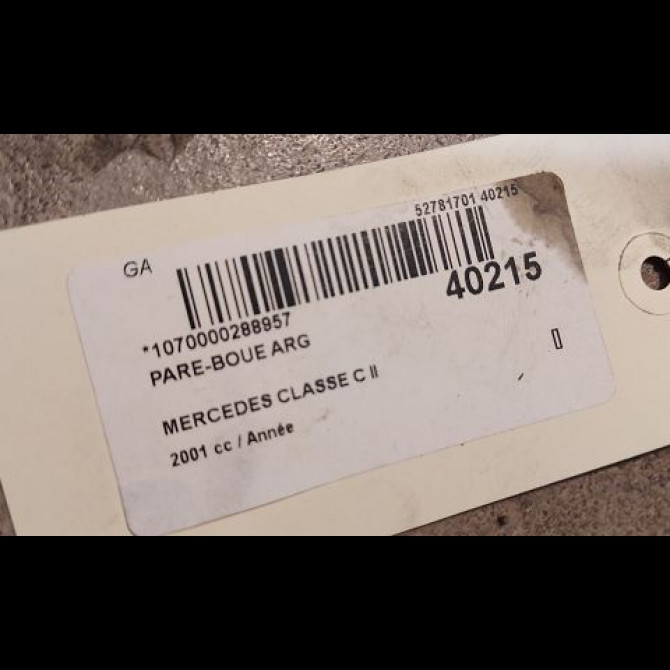 52781701 40215
GA
40215
*1070000288957
PARE-BOUE ARG
MERCEDES CLASSE C II
2001 cc / Année